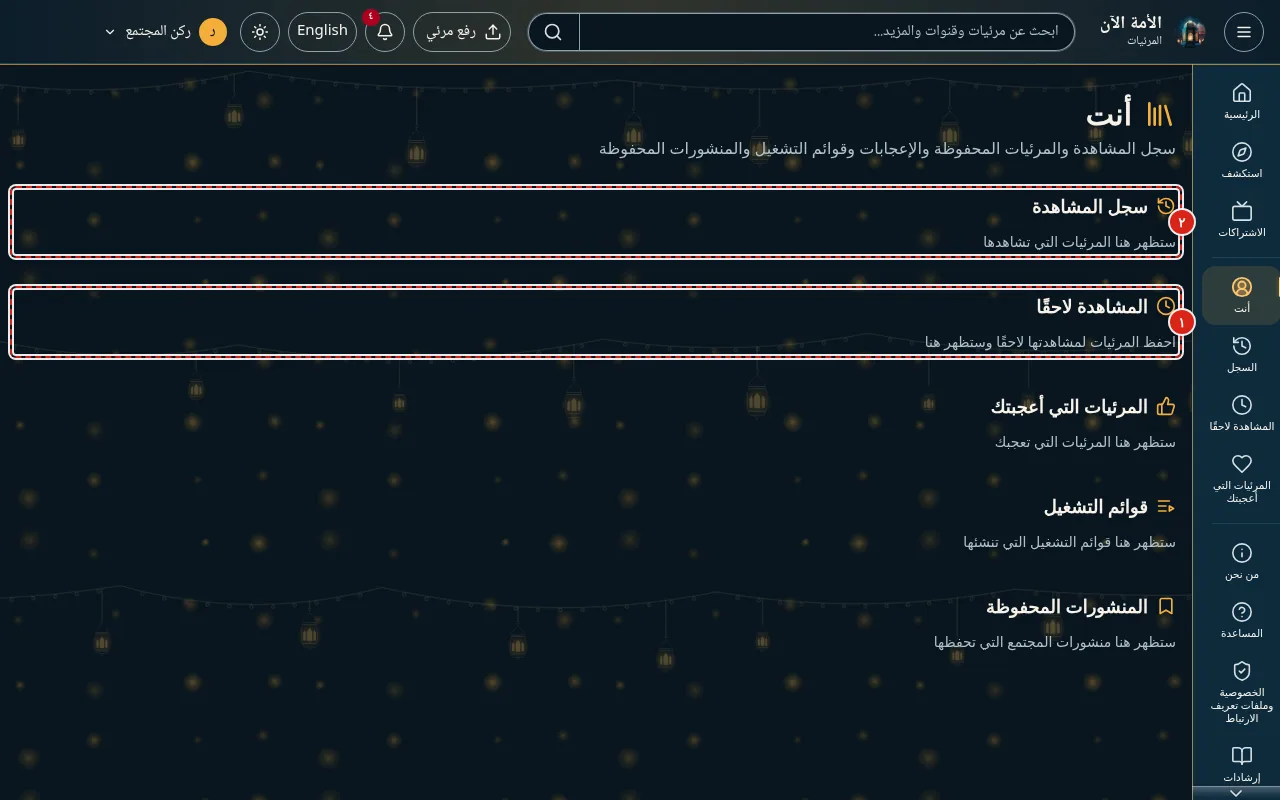 الأمة الآن
المرئيات
ابحث عن مرئيات وقنوات والمزيد...
رفع مرئي
٤
English
ر
ركن المجتمع
الرئيسية
استكشف
الاشتراكات
أنت
السجل
المشاهدة لاحقًا
المرئيات التي
أعجبتك
من نحن
المساعدة
الخصوصية
وملفات تعريف
الارتباط
إرشادات
أنت
سجل المشاهدة والمرئيات المحفوظة والإعجابات وقوائم التشغيل والمنشورات المحفوظة
٢
سجل المشاهدة
ستظهر هنا المرئيات التي تشاهدها
١
المشاهدة لاحقًا
احفظ المرئيات لمشاهدتها لاحقًا وستظهر هنا
المرئيات التي أعجبتك
ستظهر هنا المرئيات التي تعجبك
قوائم التشغيل
ستظهر هنا قوائم التشغيل التي تنشئها
المنشورات المحفوظة
ستظهر هنا منشورات المجتمع التي تحفظها